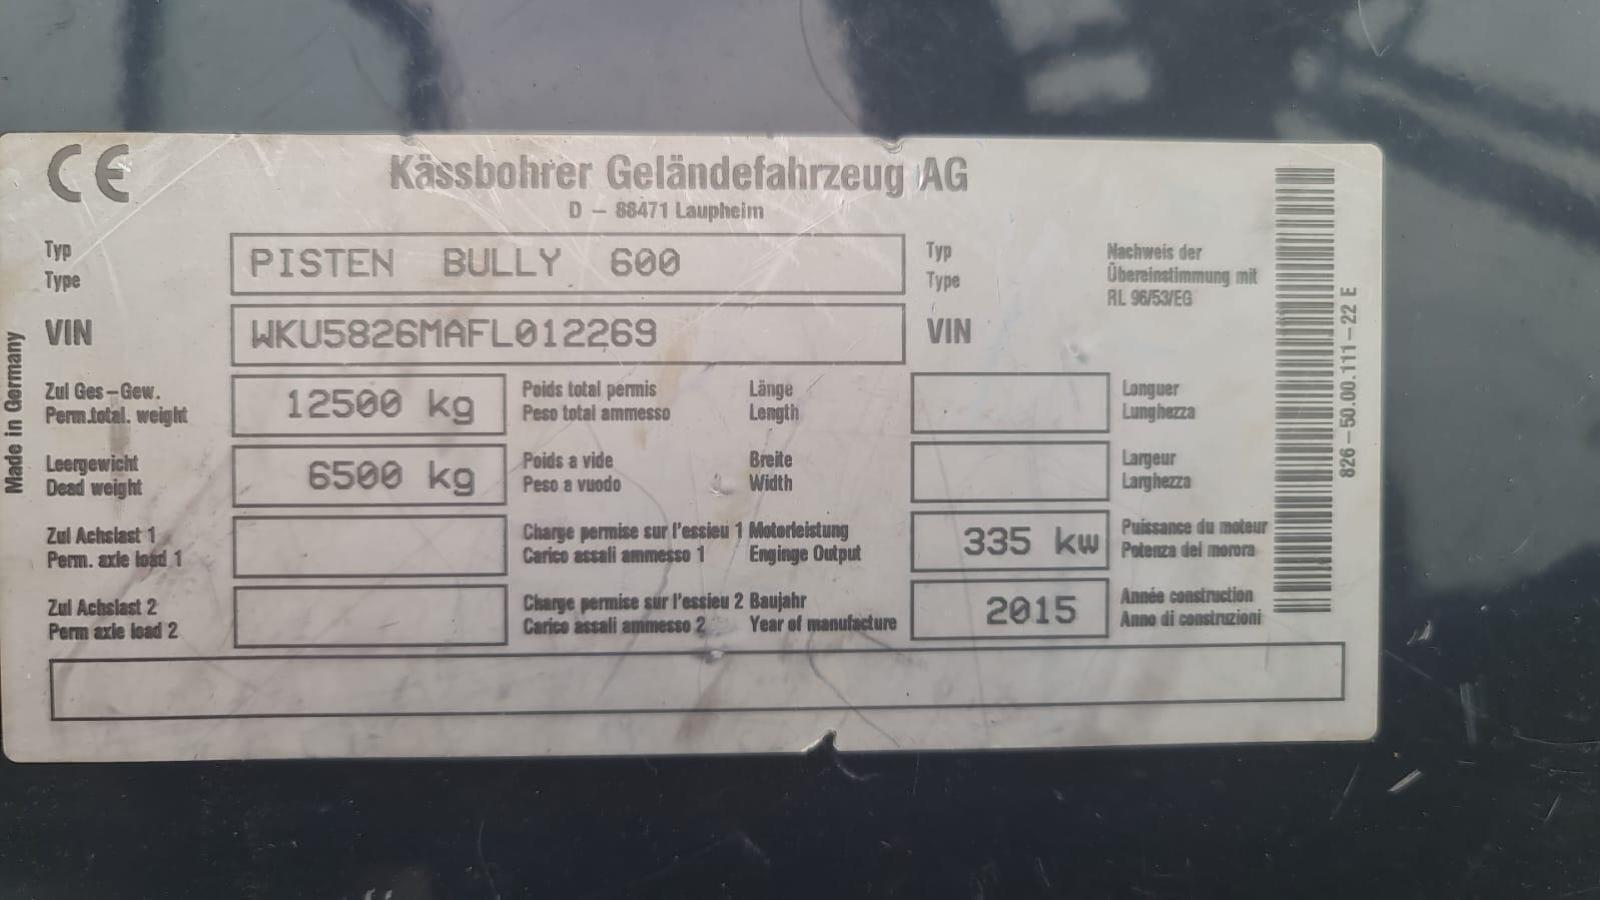 CE
Kässbohrer Geländefahrzeug AG
D – 88471 Laupheim
Typ
Type
PISTEN BULLY 600
Typ
Type
Nachweis der
Übereinstimmung mit
RL 96/53/EG
VIN
WKU5826MAFL012269
VIN
Zul Ges-Gew.
Perm.total. weight
12500 kg
Poids total permis
Peso total ammesso
Länge
Length
Longuer
Lunghezza
Leergewicht
Dead weight
6500 kg
Poids a vide
Peso a vuodo
Breite
Width
Largeur
Larghezza
Zul Achslast 1
Perm. axle load 1
Charge permise sur l'essieu 1
Carico assali ammesso 1
Motorleistung
Enginge Output
335 kw
Puissance du moteur
Potenza del morora
Zul Achslast 2
Perm axle load 2
Charge permise sur l'essieu 2
Carico assali ammesso 2
Baujahr
Year of manufacture
2015
Année construction
Anno di construzioni
Made in Germany
826-50.00.111-22 E